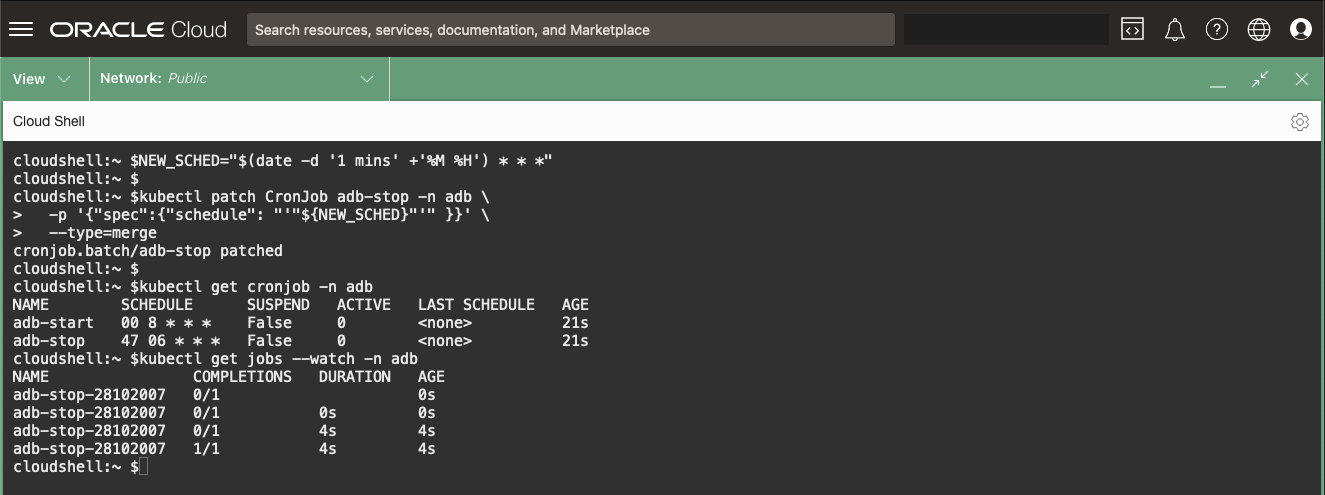 ORACLE Cloud
Search resources, services, documentation, and Marketplace
View
Network: Public
Cloud Shell
cloudshell:~ $NEW_SCHED="$(date -d '1 mins' +'%M %H') * * *"
cloudshell:~ $
cloudshell:~ $kubectl patch CronJob adb-stop -n adb \
>   -p '{"spec":{"schedule": "'"${NEW_SCHED}"'" }}' \
>   --type=merge
cronjob.batch/adb-stop patched
cloudshell:~ $
cloudshell:~ $kubectl get cronjob -n adb
NAME        SCHEDULE      SUSPEND   ACTIVE   LAST SCHEDULE   AGE
adb-start   00 8 * * *    False     0        <none>          21s
adb-stop    47 06 * * *   False     0        <none>          21s
cloudshell:~ $kubectl get jobs --watch -n adb
NAME                COMPLETIONS   DURATION   AGE
adb-stop-28102007   0/1                      0s
adb-stop-28102007   0/1           0s         0s
adb-stop-28102007   0/1           4s         4s
adb-stop-28102007   1/1           4s         4s
cloudshell:~ $